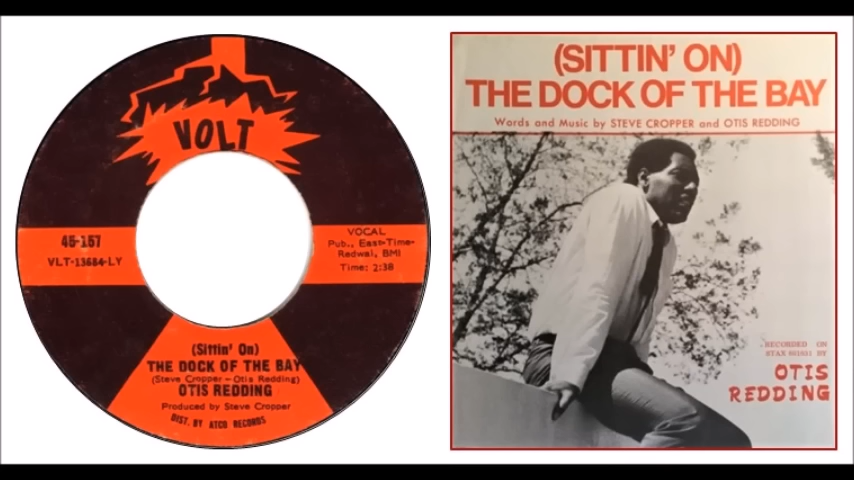 VOLT
45-157
VLT-13684-LY
VOCAL
Pub., East-Time-
Redwal, BMI
Time: 2:38
(Sittin' On)
THE DOCK OF THE BAY
(Steve Cropper - Otis Redding)
OTIS REDDING
Produced by Steve Cropper
DIST. BY ATCO RECORDS
(SITTIN' ON)
THE DOCK OF THE BAY
Words and Music by STEVE CROPPER and OTIS REDDING
RECORDED ON
STAX BY
OTIS
REDDING